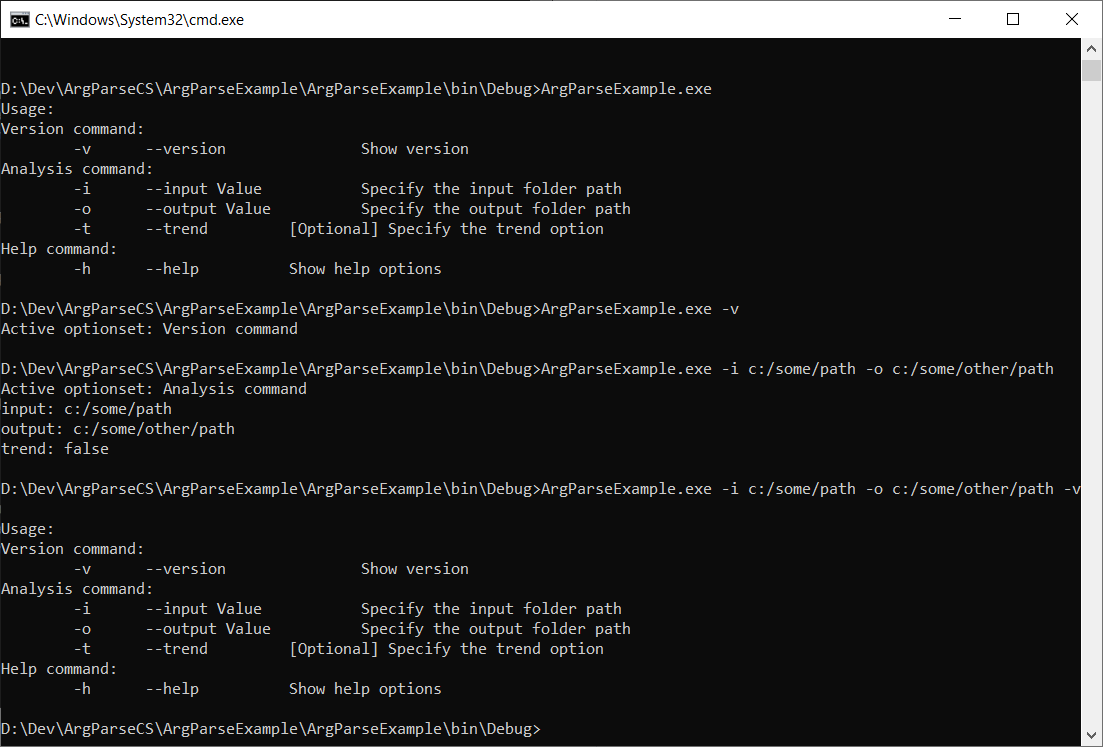 C:\Windows\System32\cmd.exe
D:\Dev\ArgParseCS\ArgParseExample\ArgParseExample\bin\Debug>ArgParseExample.exe
Usage:
Version command:
        -v      --version               Show version
Analysis command:
        -i      --input Value           Specify the input folder path
        -o      --output Value          Specify the output folder path
        -t      --trend         [Optional] Specify the trend option
Help command:
        -h      --help          Show help options
D:\Dev\ArgParseCS\ArgParseExample\ArgParseExample\bin\Debug>ArgParseExample.exe -v
Active optionset: Version command
D:\Dev\ArgParseCS\ArgParseExample\ArgParseExample\bin\Debug>ArgParseExample.exe -i c:/some/path -o c:/some/other/path
Active optionset: Analysis command
input: c:/some/path
output: c:/some/other/path
trend: false
D:\Dev\ArgParseCS\ArgParseExample\ArgParseExample\bin\Debug>ArgParseExample.exe -i c:/some/path -o c:/some/other/path -v
Usage:
Version command:
        -v      --version               Show version
Analysis command:
        -i      --input Value           Specify the input folder path
        -o      --output Value          Specify the output folder path
        -t      --trend         [Optional] Specify the trend option
Help command:
        -h      --help          Show help options
D:\Dev\ArgParseCS\ArgParseExample\ArgParseExample\bin\Debug>